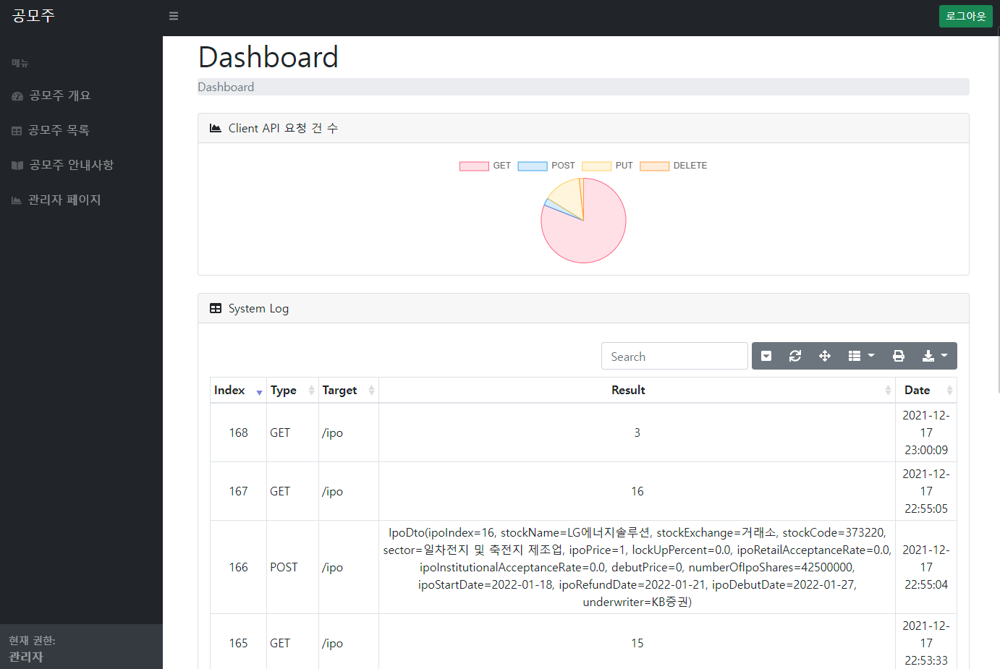 공모주
로그아웃
메뉴
공모주 개요
공모주 목록
공모주 안내사항
관리자 페이지
현재 권한:
관리자
Dashboard
Dashboard
Client API 요청 건 수
GET POST PUT DELETE
System Log
Search
Index Type Target Result Date
168 GET /ipo 3 2021-12-
17
23:00:09
167 GET /ipo 16 2021-12-
17
22:55:05
166 POST /ipo
IpoDto(ipoIndex=16, stockName=LG에너지솔루션, stockExchange=거래소, stockCode=373220,
sector=일차전지 및 축전지 제조업, ipoPrice=1, lockUpPercent=0.0, ipoRetailAcceptanceRate=0.0,
ipoInstitutionalAcceptanceRate=0.0, debutPrice=0, numberOfIpoShares=42500000,
ipoStartDate=2022-01-18, ipoRefundDate=2022-01-21, ipoDebutDate=2022-01-27,
underwriter=KB증권)
2021-12-
17
22:55:04
165 GET /ipo 15 2021-12-
17
22:53:33